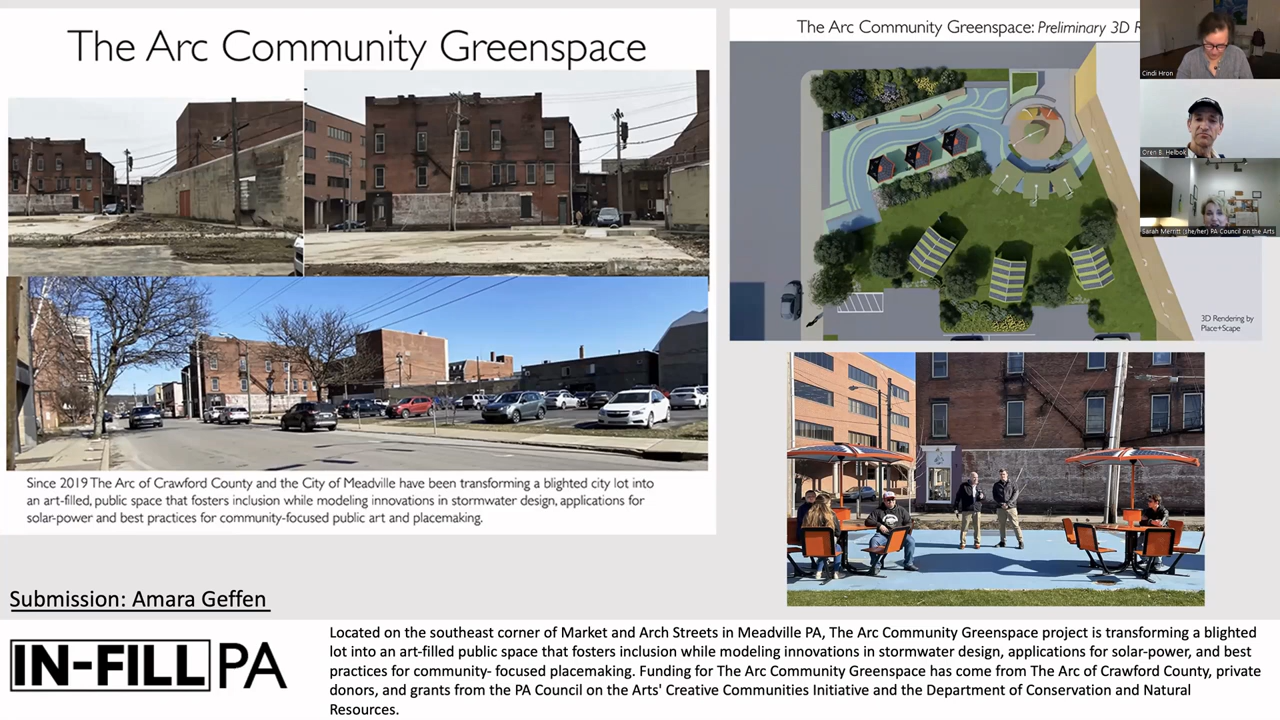 The Arc Community Greenspace
Since 2019 The Arc of Crawford County and the City of Meadville have been transforming a blighted city lot into
an art-filled, public space that fosters inclusion while modeling innovations in stormwater design, applications for
solar-power and best practices for community-focused public art and placemaking.
The Arc Community Greenspace: Preliminary 3D R
3D Rendering by
Place+Scape
Cindi Hron
Oren B. Helbok
Sarah Merritt (she/her) PA Council on the Arts
Submission: Amara Geffen
IN-FILL PA
Located on the southeast corner of Market and Arch Streets in Meadville PA, The Arc Community Greenspace project is transforming a blighted
lot into an art-filled public space that fosters inclusion while modeling innovations in stormwater design, applications for solar-power, and best
practices for community- focused placemaking. Funding for The Arc Community Greenspace has come from The Arc of Crawford County, private
donors, and grants from the PA Council on the Arts' Creative Communities Initiative and the Department of Conservation and Natural
Resources.